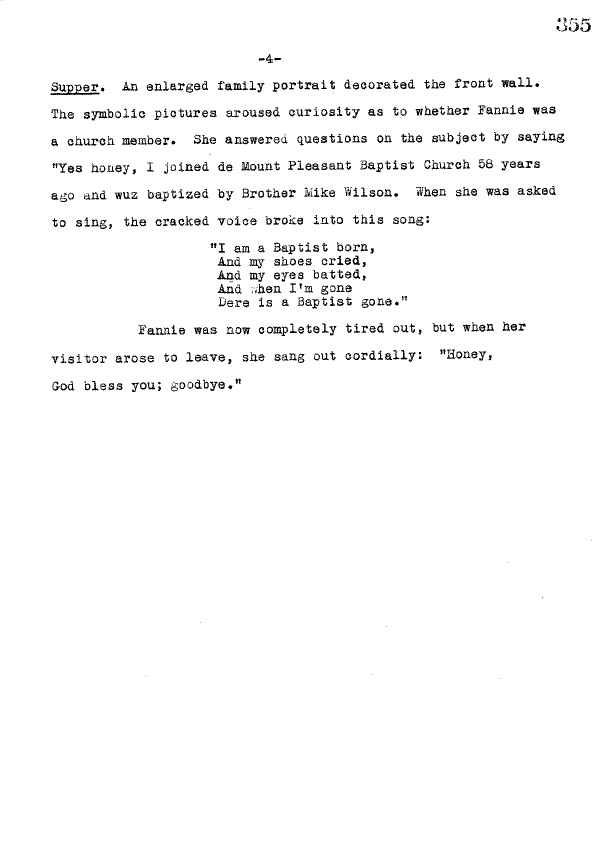 355
-4-
Supper. An enlarged family portrait decorated the front wall.
The symbolic pictures aroused curiosity as to whether Fannie was
a church member. She answered questions on the subject by saying
"Yes honey, I joined de Mount Pleasant Baptist Church 58 years
ago and wuz baptized by Brother Mike Wilson. When she was asked
to sing, the cracked voice broke into this song:
"I am a Baptist born,
And my shoes cried,
And my eyes batted,
And when I'm gone
Dere is a Baptist gone."
Fannie was now completely tired out, but when her
visitor arose to leave, she sang out cordially: "Honey,
God bless you; goodbye."